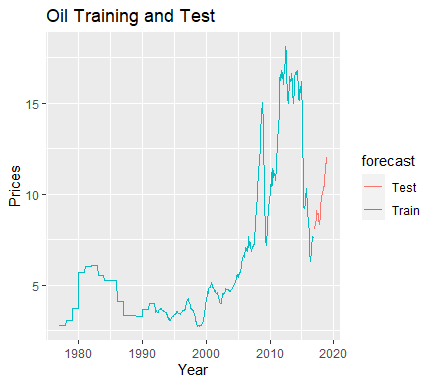 Oil Training and Test
Prices
15
10
5
1980 1990 2000 2010 2020
Year
forecast
Test
Train